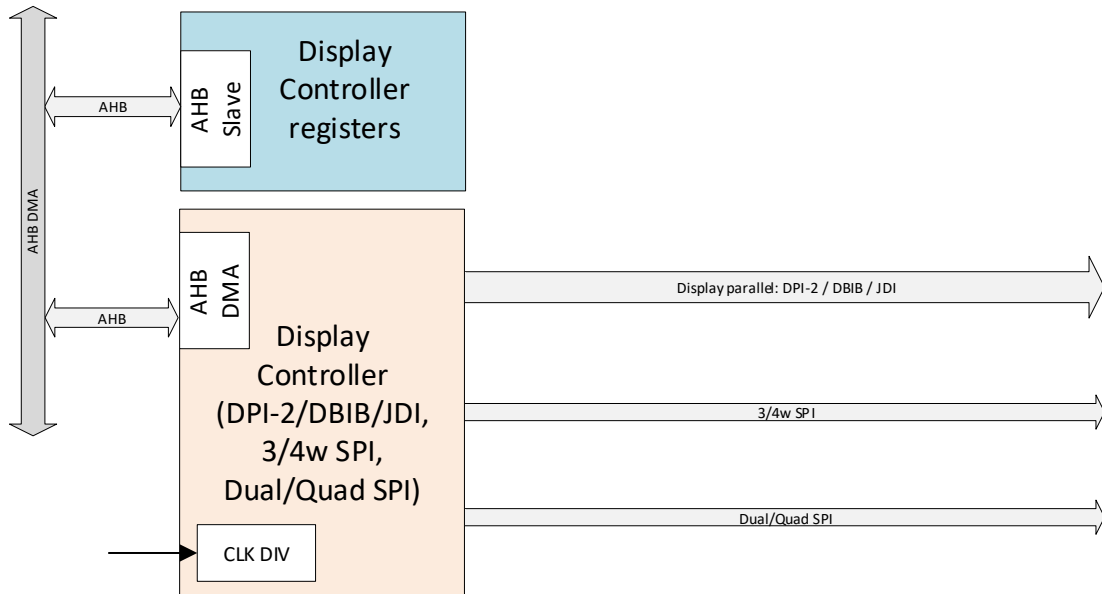 AHB DMA
AHB
AHB
Slave
Display
Controller
registers
AHB
AHB
DMA
Display
Controller
(DPI-2/DBIB/JDI,
3/4w SPI,
Dual/Quad SPI)
CLK DIV
Display parallel: DPI-2 / DBIB / JDI
3/4w SPI
Dual/Quad SPI